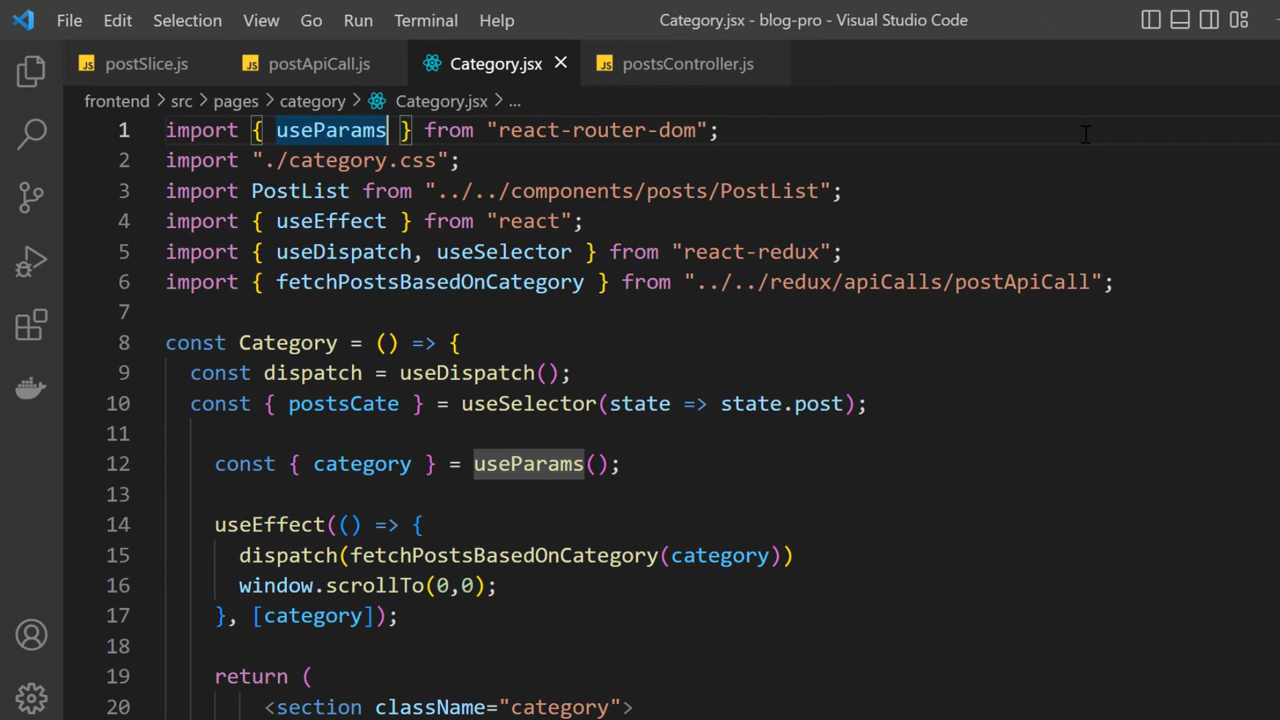 File Edit Selection View Go Run Terminal Help Category.jsx - blog-pro - Visual Studio Code
JS postSlice.js JS postApiCall.js Category.jsx × JS postsController.js
frontend > src > pages > category > Category.jsx > ...
1 import { useParams } from "react-router-dom";
2 import "./category.css";
3 import PostList from "../../components/posts/PostList";
4 import { useEffect } from "react";
5 import { useDispatch, useSelector } from "react-redux";
6 import { fetchPostsBasedOnCategory } from "../../redux/apiCalls/postApiCall";
7
8 const Category = () => {
9 const dispatch = useDispatch();
10 const { postsCate } = useSelector(state => state.post);
11
12 const { category } = useParams();
13
14 useEffect(() => {
15 dispatch(fetchPostsBasedOnCategory(category))
16 window.scrollTo(0,0);
17 }, [category]);
18
19 return (
20 <section className="category">